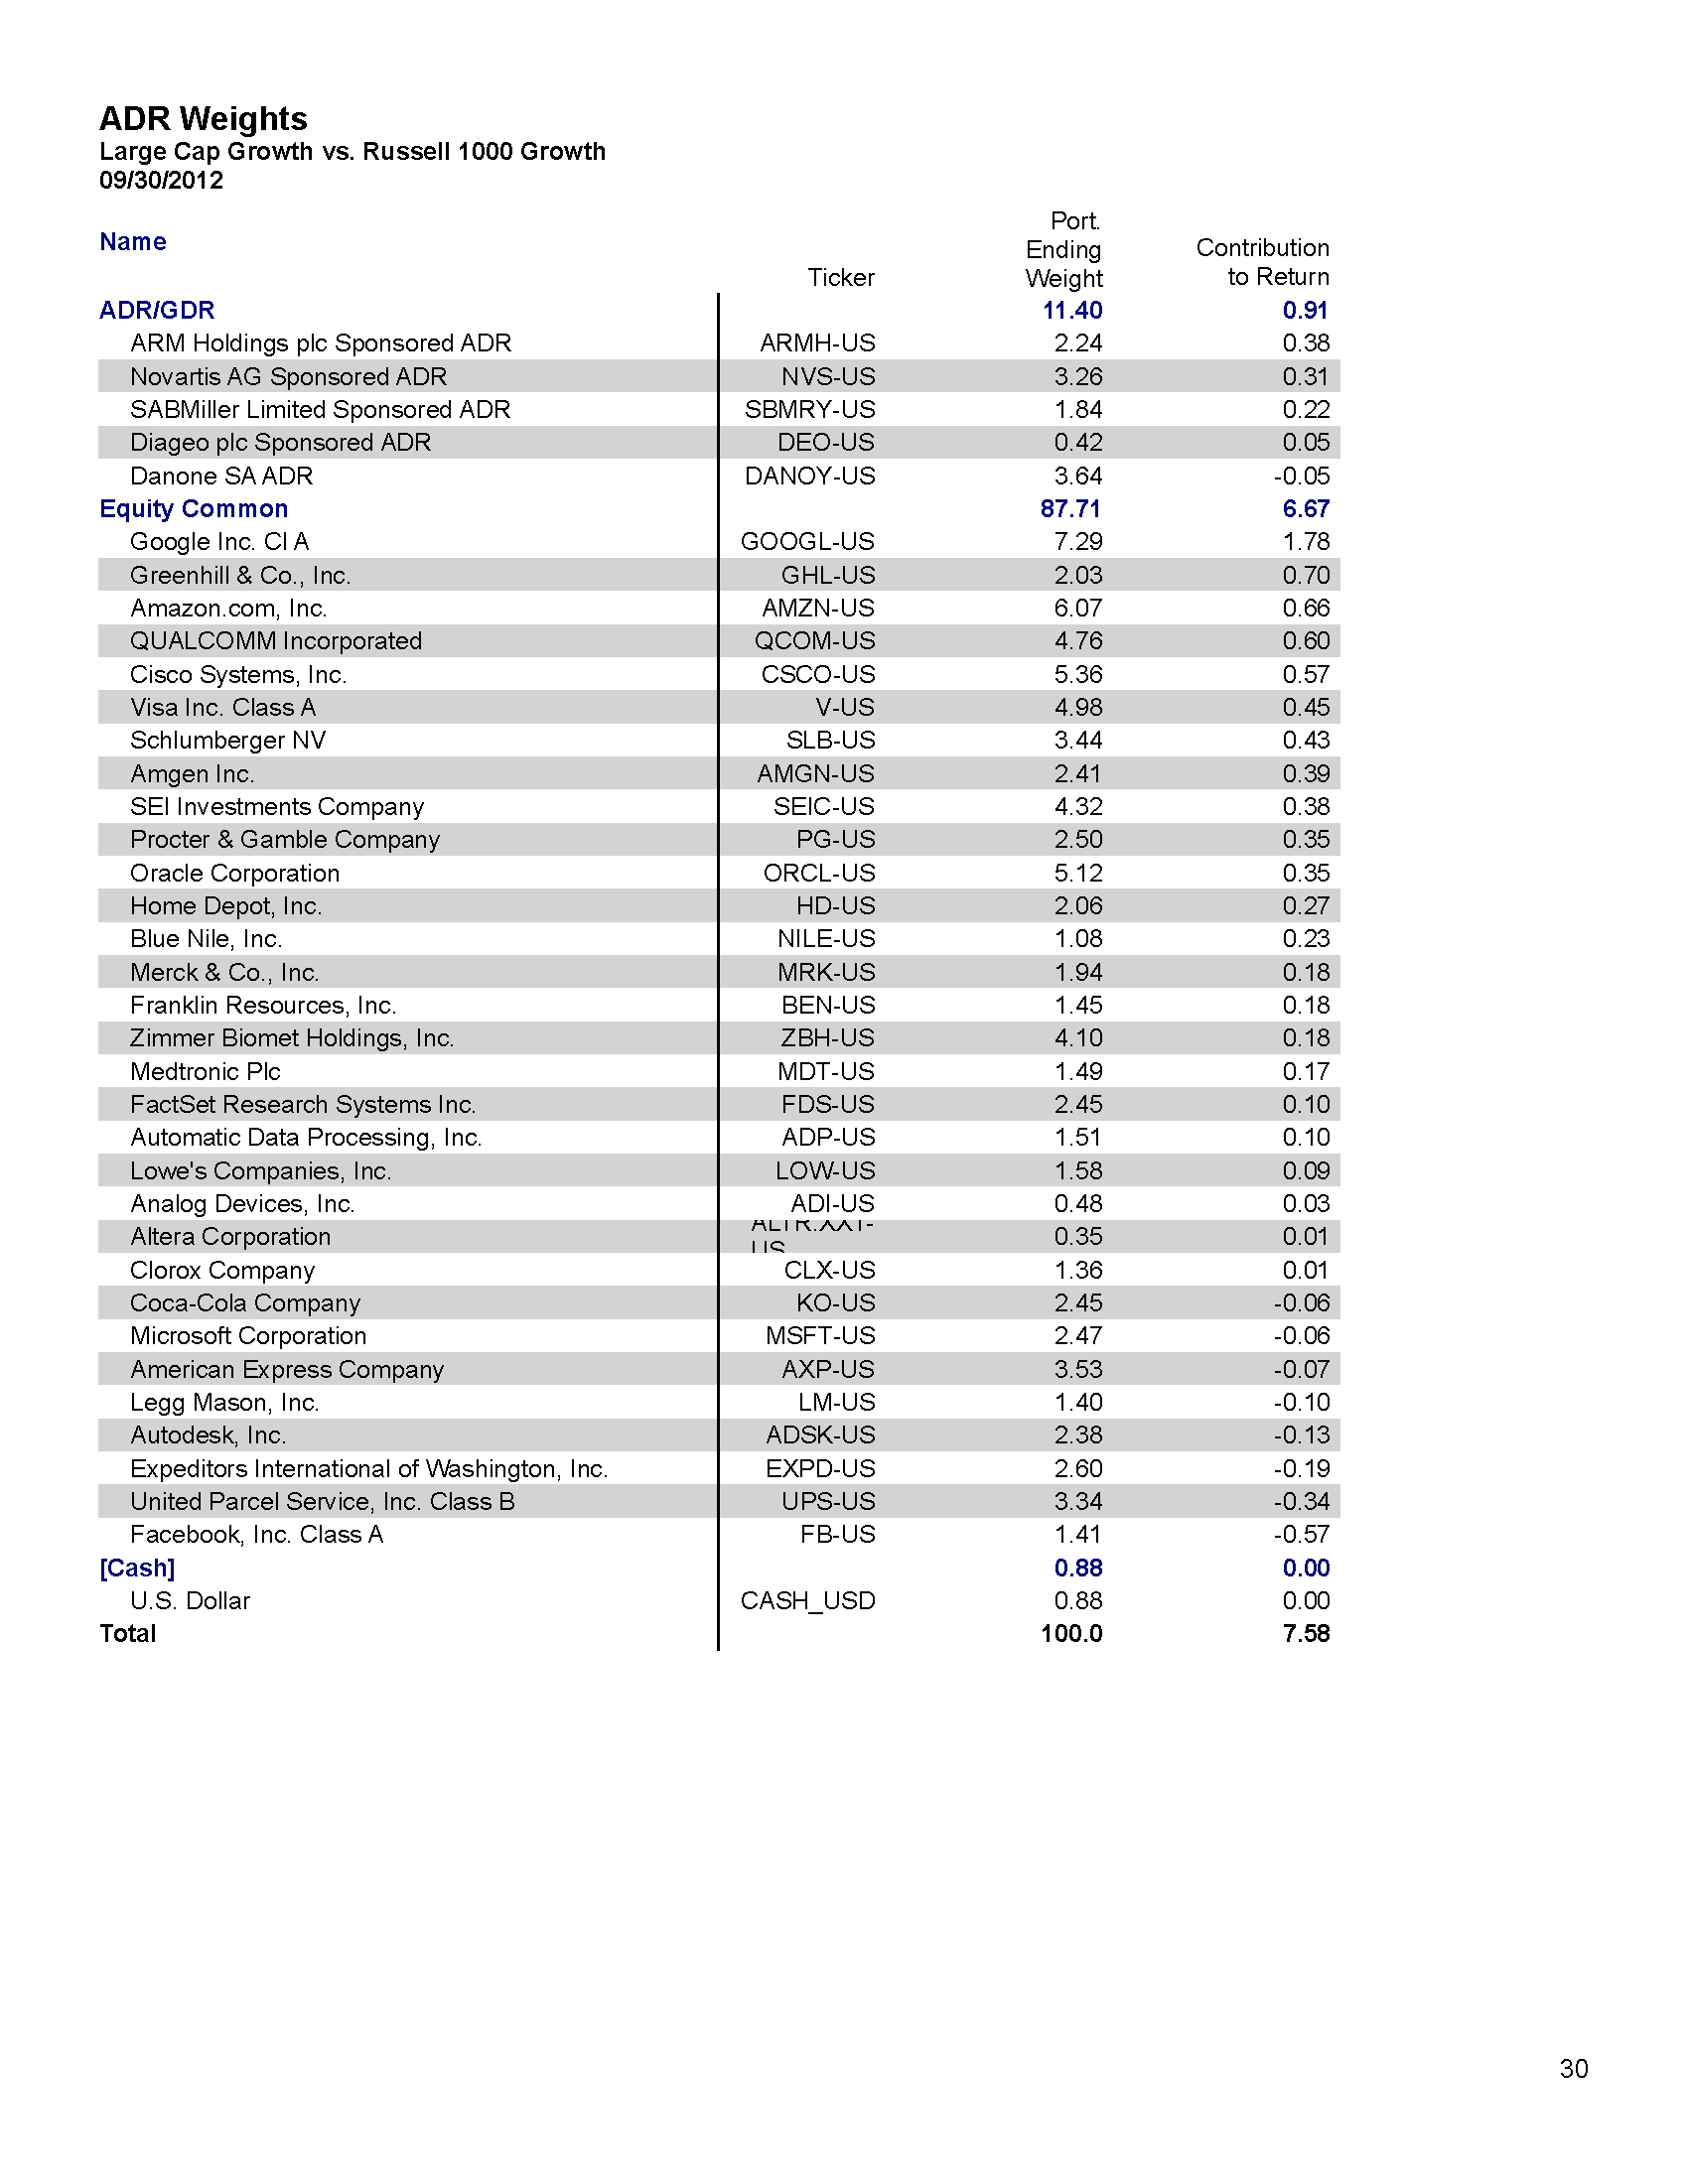 ADR Weights
Large Cap Growth vs. Russell 1000 Growth
09/30/2012
Name Ticker Port. Ending Weight Contribution to Return
ADR/GDR 11.40 0.91
ARM Holdings plc Sponsored ADR ARMH-US 2.24 0.38
Novartis AG Sponsored ADR NVS-US 3.26 0.31
SABMiller Limited Sponsored ADR SBMRY-US 1.84 0.22
Diageo plc Sponsored ADR DEO-US 0.42 0.05
Danone SA ADR DANOY-US 3.64 -0.05
Equity Common 87.71 6.67
Google Inc. Cl A GOOGL-US 7.29 1.78
Greenhill & Co., Inc. GHL-US 2.03 0.70
Amazon.com, Inc. AMZN-US 6.07 0.66
QUALCOMM Incorporated QCOM-US 4.76 0.60
Cisco Systems, Inc. CSCO-US 5.36 0.57
Visa Inc. Class A V-US 4.98 0.45
Schlumberger NV SLB-US 3.44 0.43
Amgen Inc. AMGN-US 2.41 0.39
SEI Investments Company SEIC-US 4.32 0.38
Procter & Gamble Company PG-US 2.50 0.35
Oracle Corporation ORCL-US 5.12 0.35
Home Depot, Inc. HD-US 2.06 0.27
Blue Nile, Inc. NILE-US 1.08 0.23
Merck & Co., Inc. MRK-US 1.94 0.18
Franklin Resources, Inc. BEN-US 1.45 0.18
Zimmer Biomet Holdings, Inc. ZBH-US 4.10 0.18
Medtronic Plc MDT-US 1.49 0.17
FactSet Research Systems Inc. FDS-US 2.45 0.10
Automatic Data Processing, Inc. ADP-US 1.51 0.10
Lowe's Companies, Inc. LOW-US 1.58 0.09
Analog Devices, Inc. ADI-US 0.48 0.03
Altera Corporation 0.35 0.01
Clorox Company CLX-US 1.36 0.01
Coca-Cola Company KO-US 2.45 -0.06
Microsoft Corporation MSFT-US 2.47 -0.06
American Express Company AXP-US 3.53 -0.07
Legg Mason, Inc. LM-US 1.40 -0.10
Autodesk, Inc. ADSK-US 2.38 -0.13
Expeditors International of Washington, Inc. EXPD-US 2.60 -0.19
United Parcel Service, Inc. Class B UPS-US 3.34 -0.34
Facebook, Inc. Class A FB-US 1.41 -0.57
[Cash] 0.88 0.00
U.S. Dollar CASH_USD 0.88 0.00
Total 100.0 7.58
30